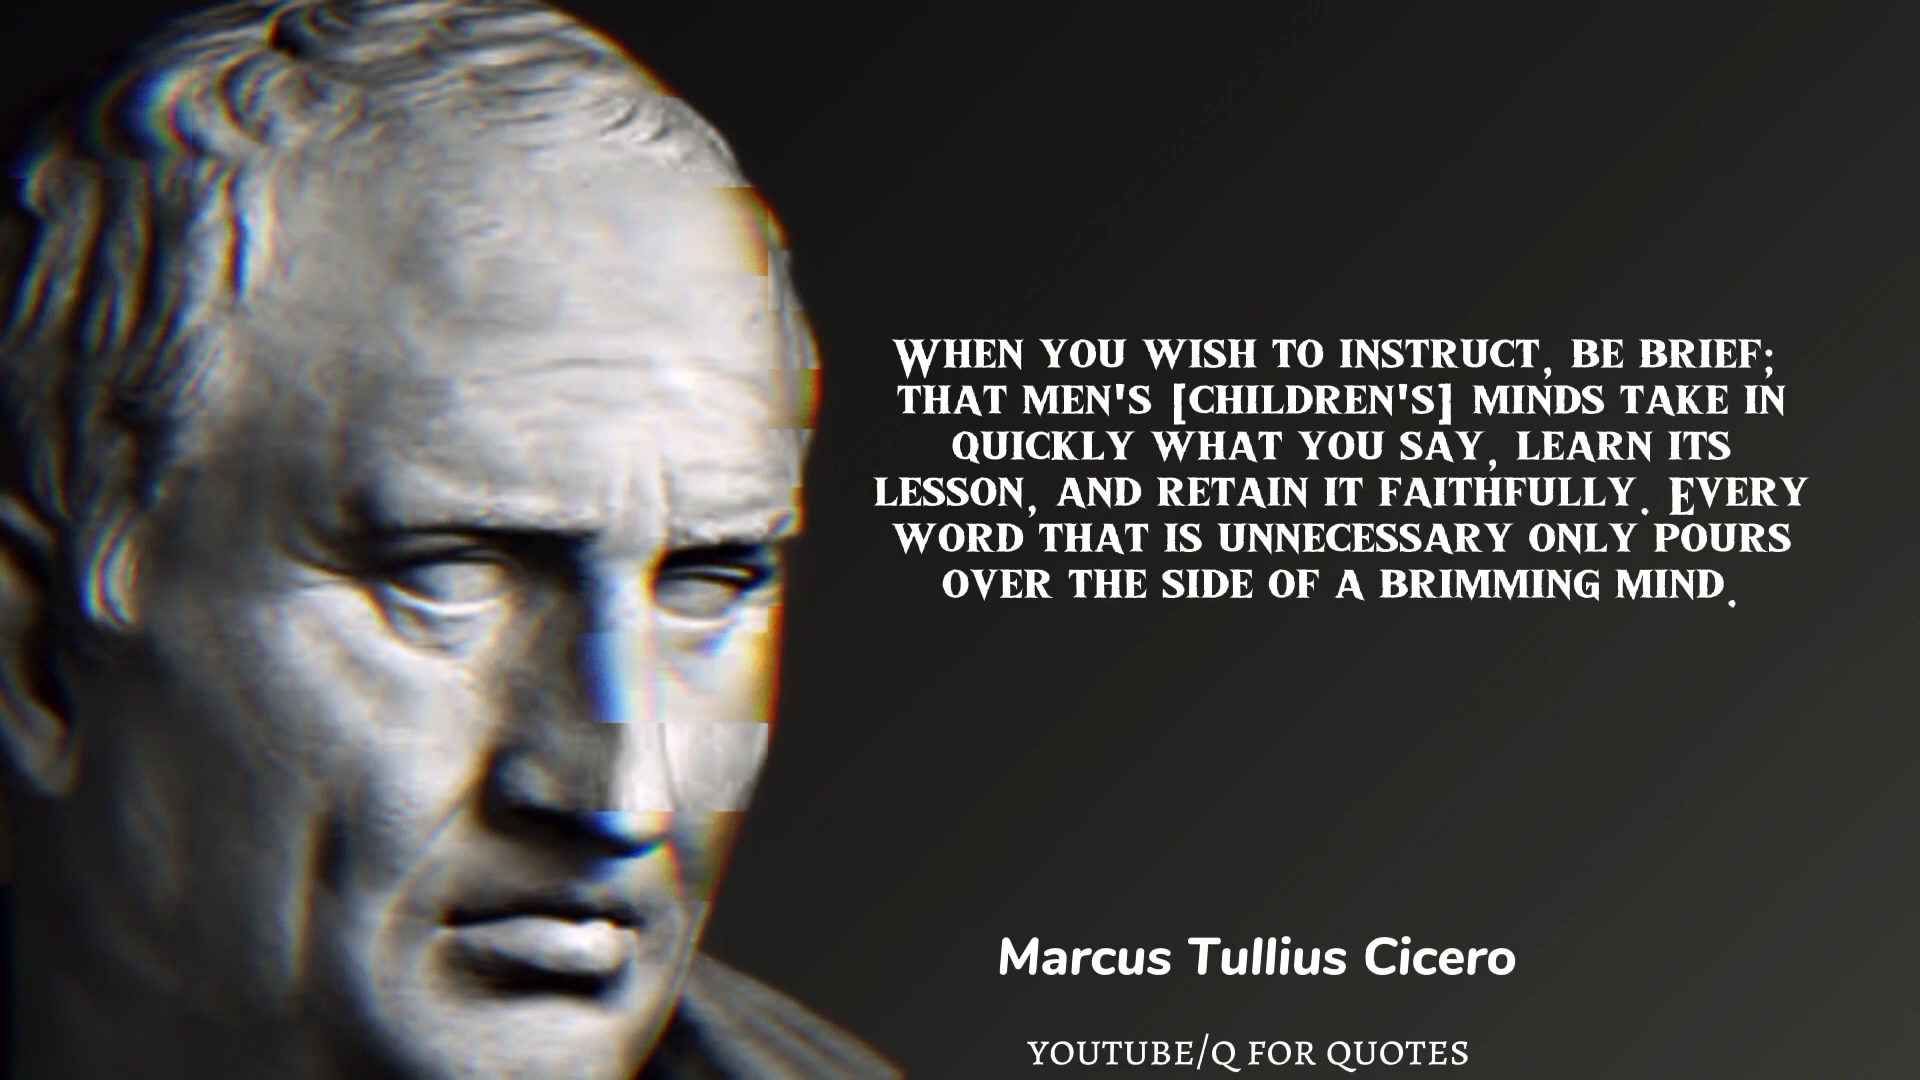 When you wish to instruct, be brief;
that men's [children's] minds take in
quickly what you say, learn its
lesson, and retain it faithfully. Every
word that is unnecessary only pours
over the side of a brimming mind.
Marcus Tullius Cicero
YOUTUBE/Q FOR QUOTES